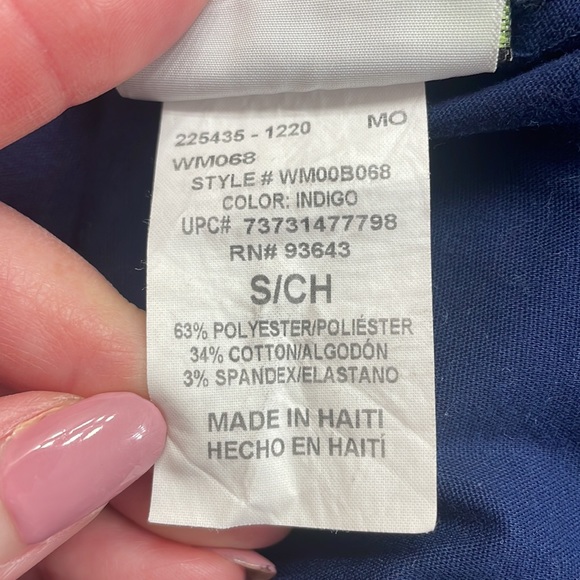 225435 - 1220 MO
WM068
STYLE # WM00B068
COLOR: INDIGO
UPC# 73731477798
RN# 93643
S/CH
63% POLYESTER/POLIÉSTER
34% COTTON/ALGODÓN
3% SPANDEX/ELASTANO
MADE IN HAITI
HECHO EN HAITÍ